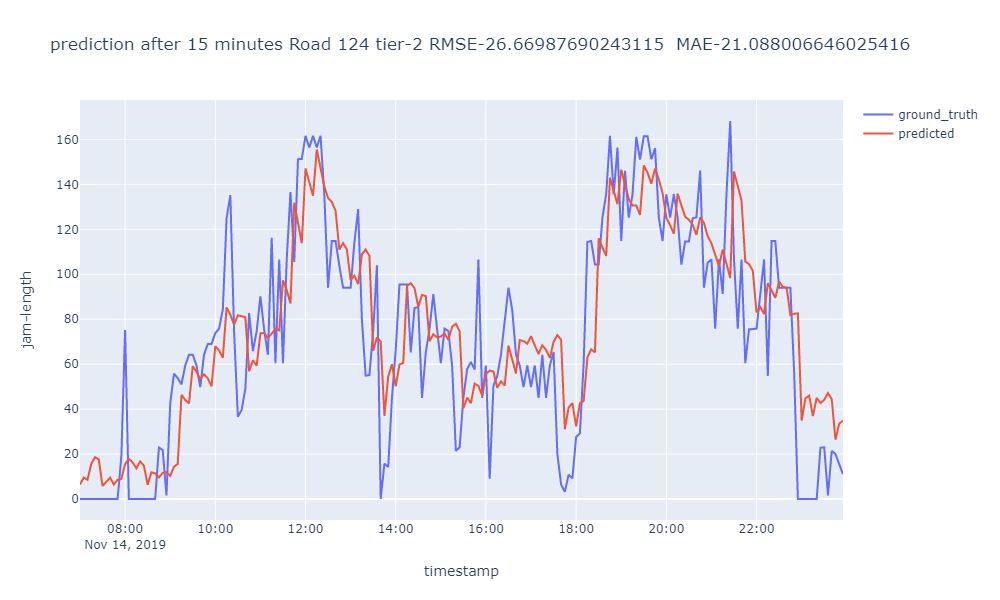 prediction after 15 minutes Road 124 tier-2 RMSE-26.66987690243115  MAE-21.088006646025416
ground_truth
predicted
160
140
120
100
80
60
40
20
0
jam-length
08:00 10:00 12:00 14:00 16:00 18:00 20:00 22:00
Nov 14, 2019
timestamp